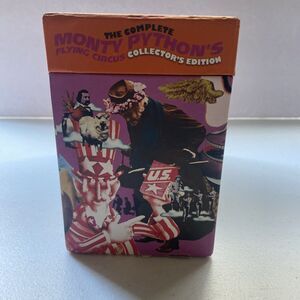 THE COMPLETE
MONTY PYTHON'S
FLYING CIRCUS COLLECTOR'S EDITION
U.S